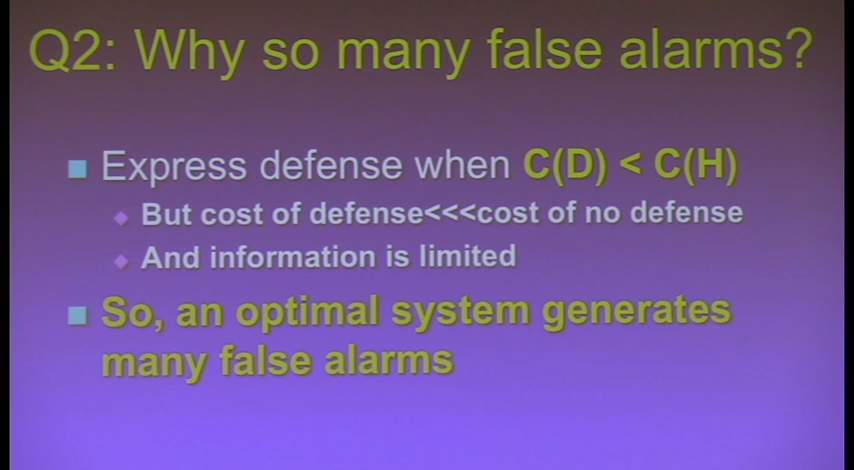 Q2: Why so many false alarms?
Express defense when C(D) < C(H)
But cost of defense<<<cost of no defense
And information is limited
So, an optimal system generates
many false alarms